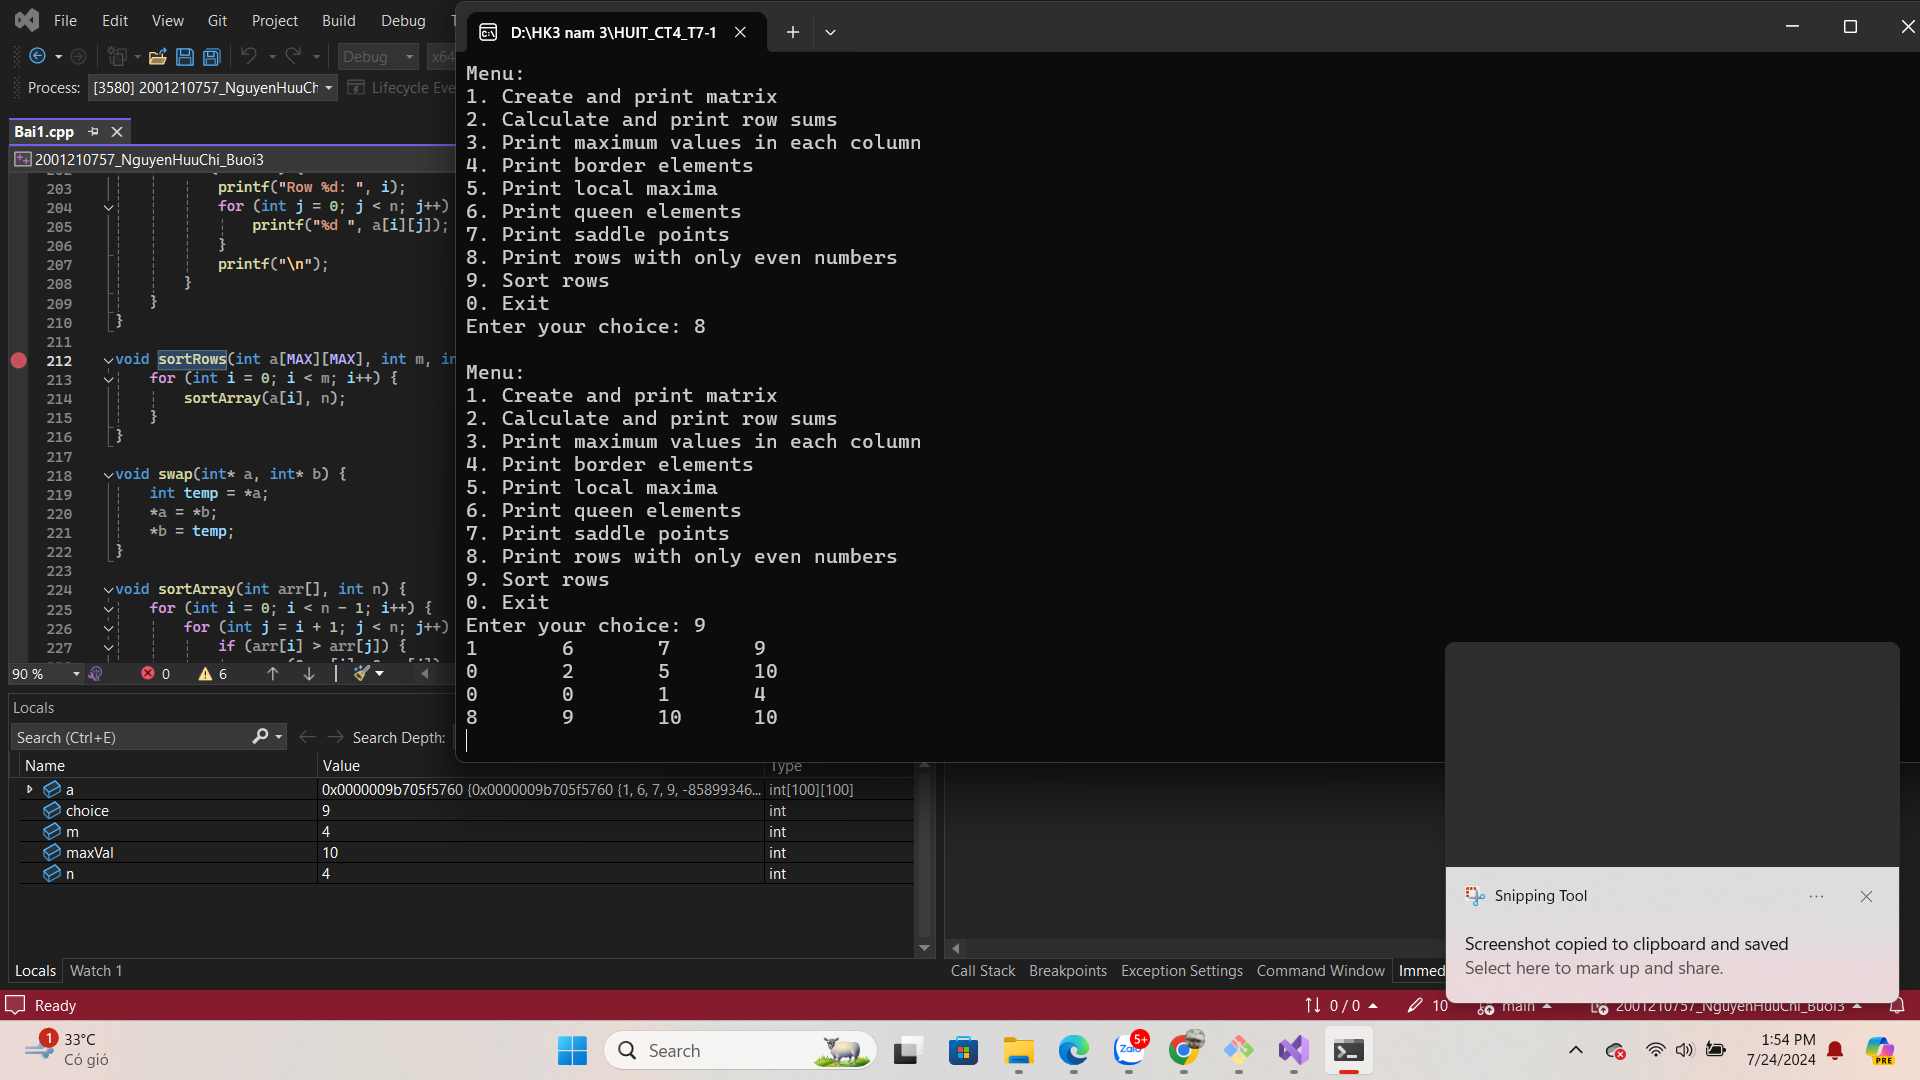 File Edit View Git Project Build Debug
D:\HK3 nam 3\HUIT_CT4_T7-1
Debug x64
Process: [3580] 2001210757_NguyenHuuCh Lifecycle Eve
Bai1.cpp
2001210757_NguyenHuuChi_Buoi3
203 printf("Row %d: ", i);
204 for (int j = 0; j < n; j++)
205 printf("%d ", a[i][j]);
206 }
207 printf("\n");
208 }
209 }
210 }
211
212 void sortRows(int a[MAX][MAX], int m, in
213 for (int i = 0; i < m; i++) {
214 sortArray(a[i], n);
215 }
216 }
217
218 void swap(int* a, int* b) {
219 int temp = *a;
220 *a = *b;
221 *b = temp;
222 }
223
224 void sortArray(int arr[], int n) {
225 for (int i = 0; i < n - 1; i++) {
226 for (int j = i + 1; j < n; j++)
227 if (arr[i] > arr[j]) {
90 % 0 6
Menu:
1. Create and print matrix
2. Calculate and print row sums
3. Print maximum values in each column
4. Print border elements
5. Print local maxima
6. Print queen elements
7. Print saddle points
8. Print rows with only even numbers
9. Sort rows
0. Exit
Enter your choice: 8
Menu:
1. Create and print matrix
2. Calculate and print row sums
3. Print maximum values in each column
4. Print border elements
5. Print local maxima
6. Print queen elements
7. Print saddle points
8. Print rows with only even numbers
9. Sort rows
0. Exit
Enter your choice: 9
1 6 7 9
0 2 5 10
0 0 1 4
8 9 10 10
Locals
Search (Ctrl+E) Search Depth:
Name Value Type
a 0x0000009b705f5760 {0x0000009b705f5760 {1, 6, 7, 9, -85899346... int[100][100]
choice 9 int
m 4 int
maxVal 10 int
n 4 int
Locals Watch 1
Call Stack Breakpoints Exception Settings Command Window Immed
Snipping Tool
Screenshot copied to clipboard and saved
Select here to mark up and share.
Ready 0 / 0 10 main 2001210757_NguyenHuuChi_Buoi3
1 33°C
Có gió
Search
Zalo 5+
1:54 PM
7/24/2024
PRE